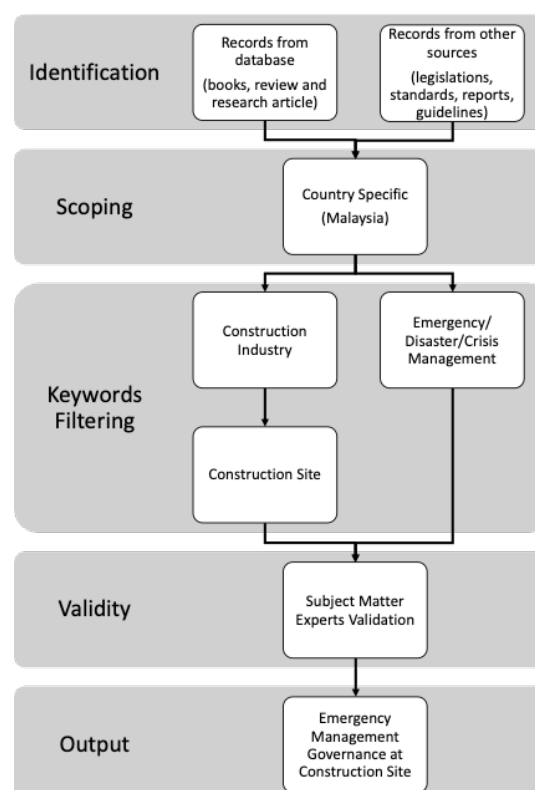 Identification
Records from
database
(books, review and
research article)
Records from other
sources
(legislations,
standards, reports,
guidelines)
Scoping
Country Specific
(Malaysia)
Keywords
Filtering
Construction
Industry
Emergency/
Disaster/Crisis
Management
Construction Site
Validity
Subject Matter
Experts Validation
Output
Emergency
Management
Governance at
Construction Site